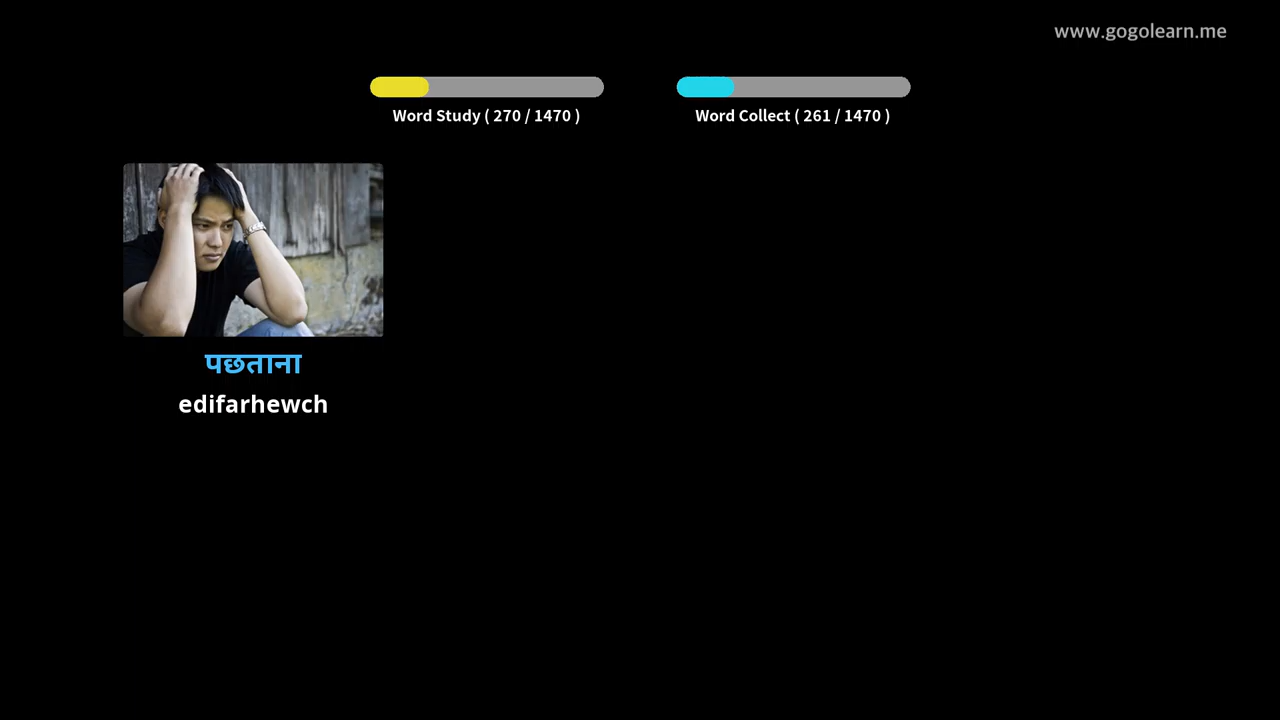 www.gogolearn.me
Word Study ( 270 / 1470 )
Word Collect ( 261 / 1470 )
पछताना
edifarhewch